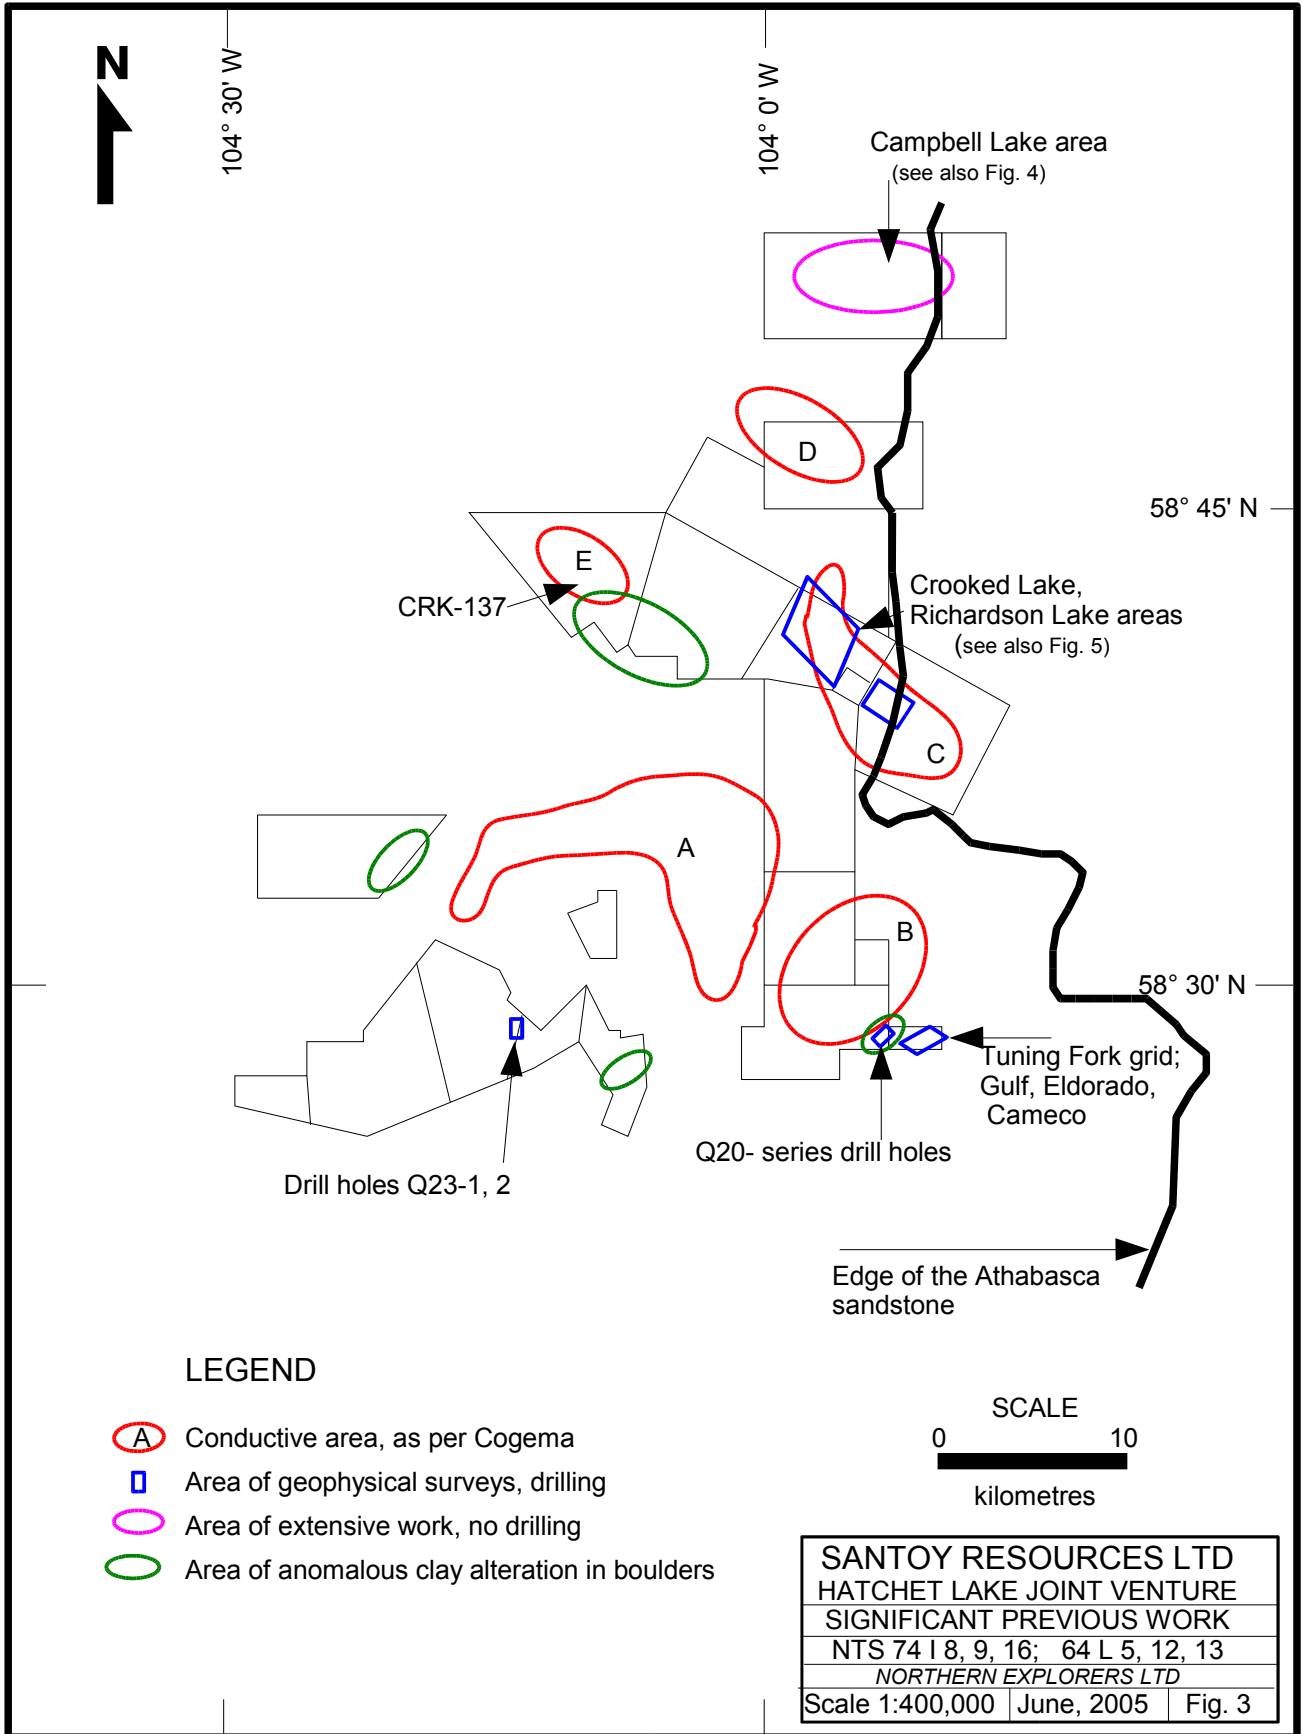 N
104° 30' W
104° 0' W
Campbell Lake area
(see also Fig. 4)
D
58° 45' N
E
CRK-137
Crooked Lake,
Richardson Lake areas
(see also Fig. 5)
C
A
B
58° 30' N
Tuning Fork grid;
Gulf, Eldorado,
Cameco
Q20- series drill holes
Drill holes Q23-1, 2
Edge of the Athabasca
sandstone
LEGEND
A Conductive area, as per Cogema
Area of geophysical surveys, drilling
Area of extensive work, no drilling
Area of anomalous clay alteration in boulders
SCALE
0 10
kilometres
SANTOY RESOURCES LTD
HATCHET LAKE JOINT VENTURE
SIGNIFICANT PREVIOUS WORK
NTS 74 I 8, 9, 16; 64 L 5, 12, 13
NORTHERN EXPLORERS LTD
Scale 1:400,000 June, 2005 Fig. 3